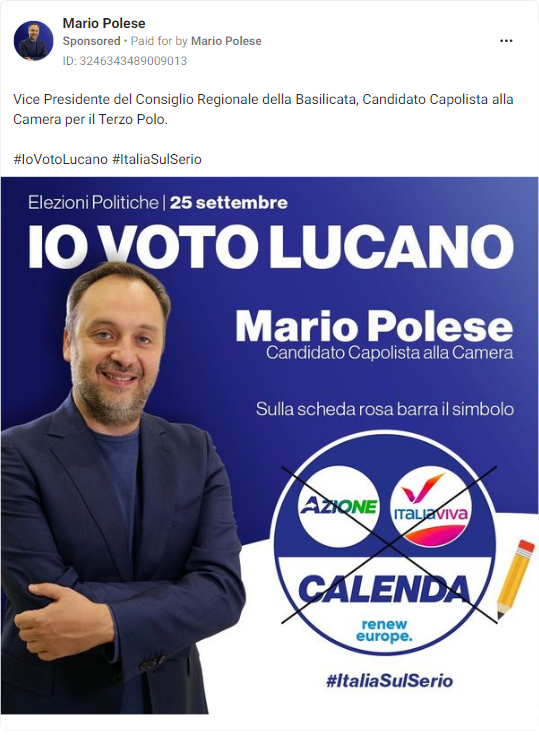 Mario Polese
Sponsored • Paid for by Mario Polese
ID: 3246343489009013
Vice Presidente del Consiglio Regionale della Basilicata, Candidato Capolista alla
Camera per il Terzo Polo.
#IoVotoLucano #ItaliaSulSerio
Elezioni Politiche | 25 settembre
IO VOTO LUCANO
Mario Polese
Candidato Capolista alla Camera
Sulla scheda rosa barra il simbolo
AZIONE
ITALIAVIVA
CALENDA
renew
europe.
#ItaliaSulSerio